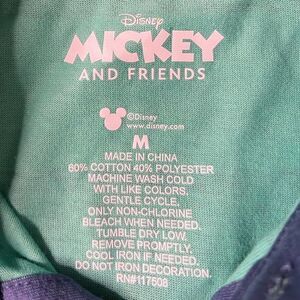 Disney
MICKEY
AND FRIENDS
©Disney
www.disney.com
M
MADE IN CHINA
60% COTTON 40% POLYESTER
MACHINE WASH COLD
WITH LIKE COLORS,
GENTLE CYCLE,
ONLY NON-CHLORINE
BLEACH WHEN NEEDED.
TUMBLE DRY LOW,
REMOVE PROMPTLY,
COOL IRON IF NEEDED.
DO NOT IRON DECORATION.
RN#117608